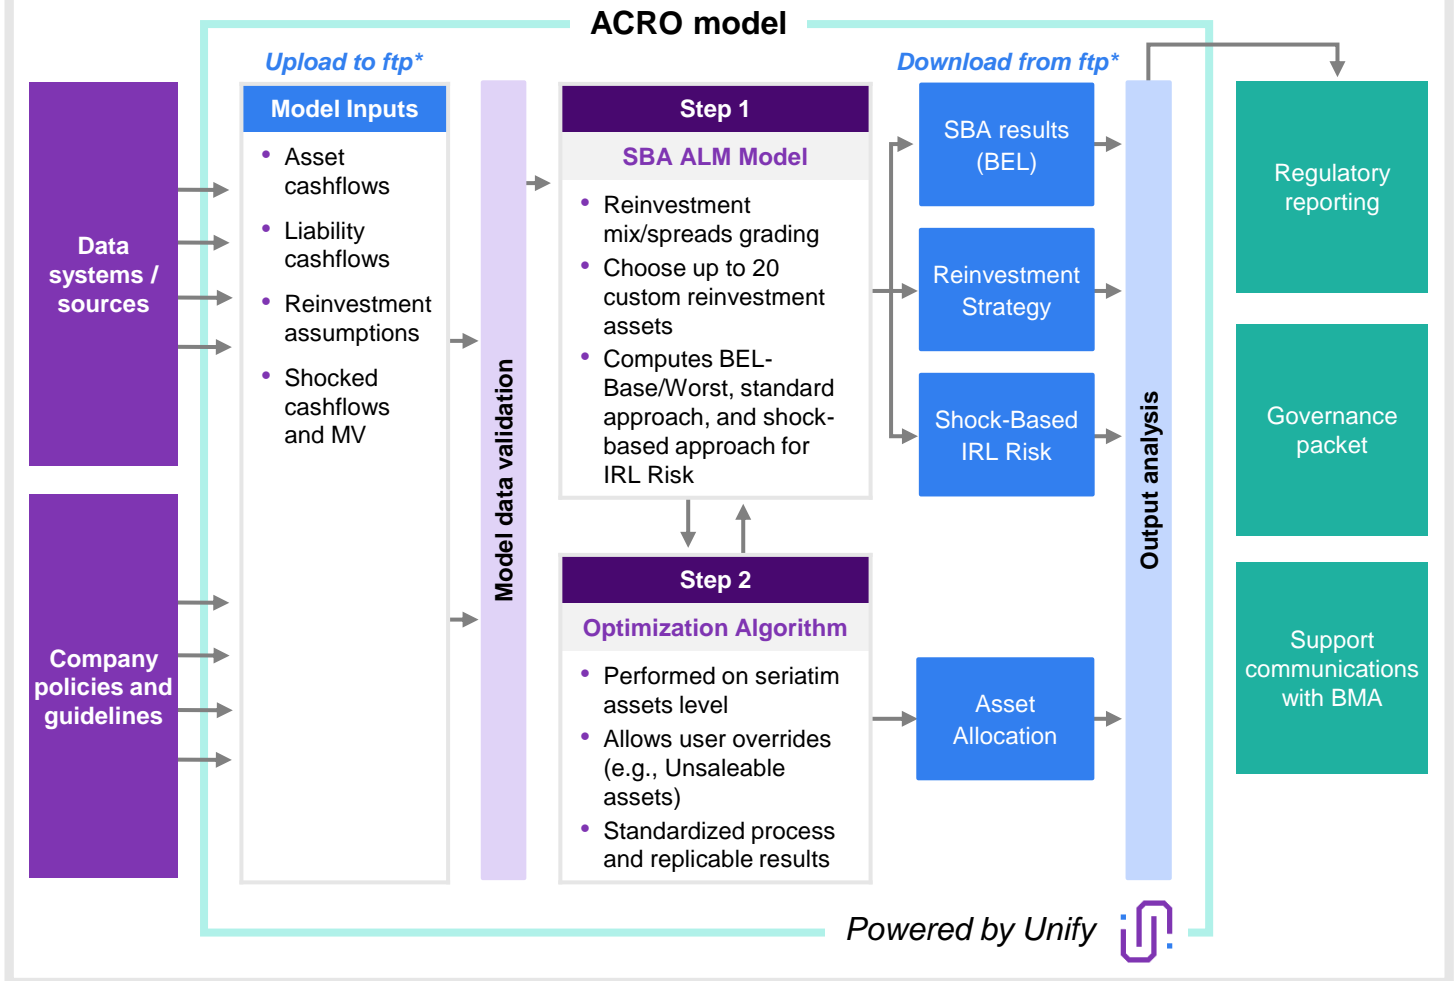 ACRO model
Upload to ftp*
Download from ftp*
Data
systems /
sources
Company
policies and
guidelines
Model Inputs
• Asset
cashflows
• Liability
cashflows
• Reinvestment
assumptions
• Shocked
cashflows
and MV
Model data validation
Step 1
SBA ALM Model
• Reinvestment
mix/spreads grading
• Choose up to 20
custom reinvestment
assets
• Computes BEL-
Base/Worst, standard
approach, and shock-
based approach for
IRL Risk
Step 2
Optimization Algorithm
• Performed on seriatim
assets level
• Allows user overrides
(e.g., Unsaleable
assets)
• Standardized process
and replicable results
SBA results
(BEL)
Reinvestment
Strategy
Shock-Based
IRL Risk
Asset
Allocation
Output analysis
Regulatory
reporting
Governance
packet
Support
communications
with BMA
Powered by Unify